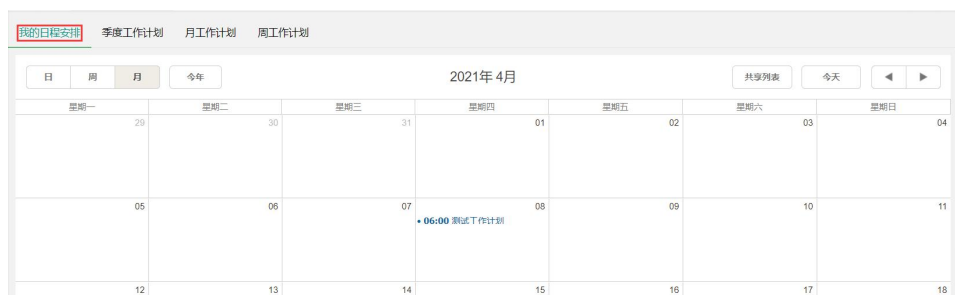 我的日程安排 季度工作计划 月工作计划 周工作计划
日 周 月 今年 2021年 4月 共享列表 今天
星期一 星期二 星期三 星期四 星期五 星期六 星期日
29 30 31 01 02 03 04
05 06 07 08 09 10 11
• 06:00 测试工作计划
12 13 14 15 16 17 18